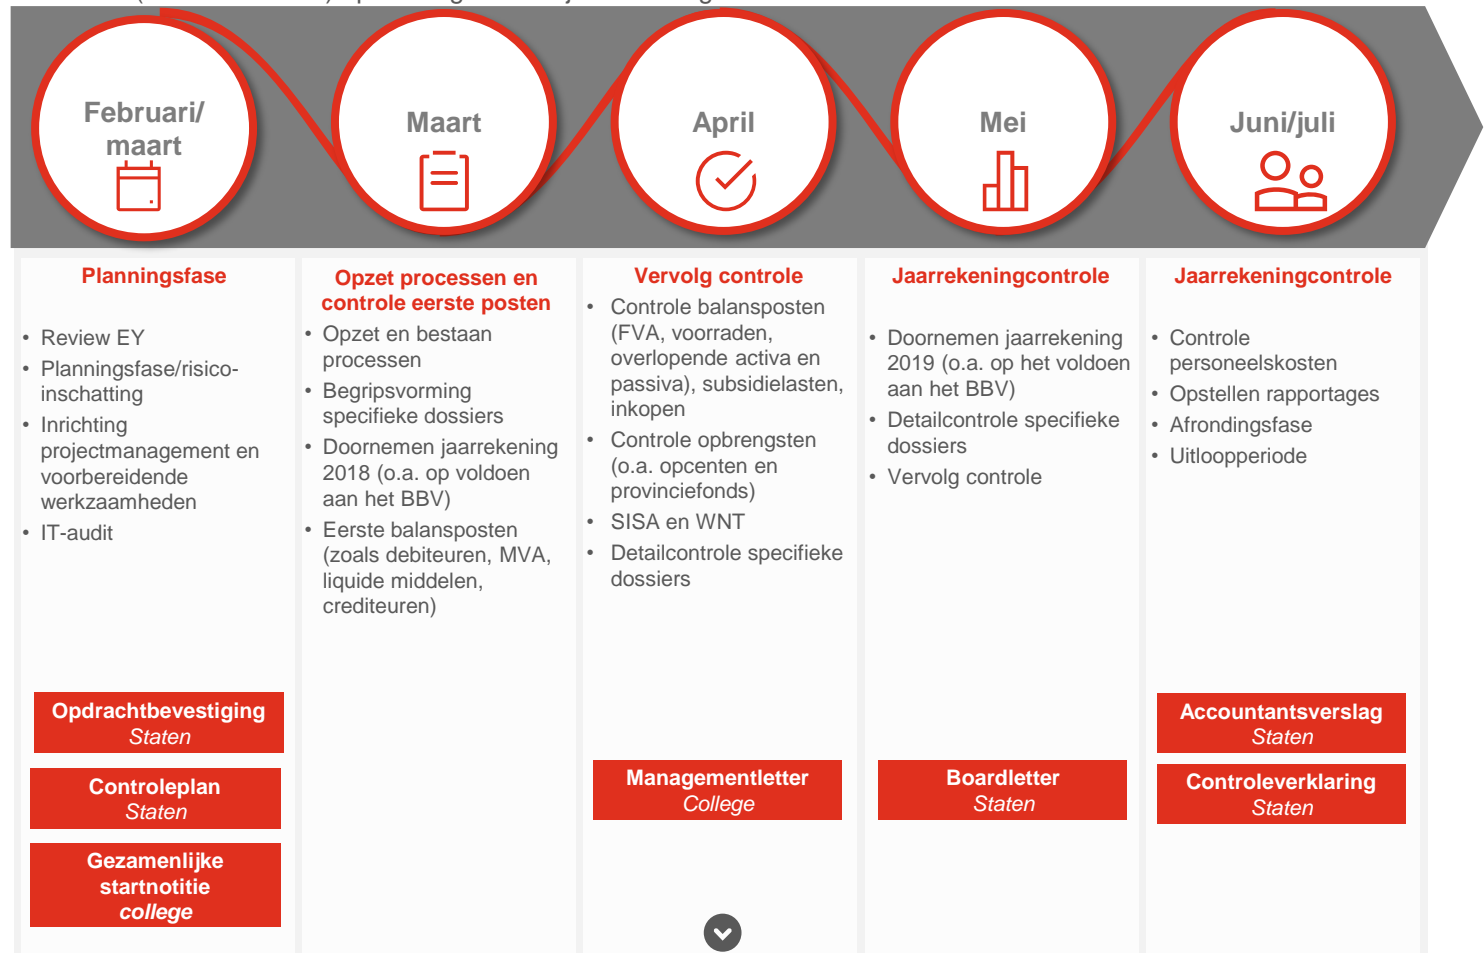 Februari/
maart
Maart
April
Mei
Juni/juli
Planningsfase
• Review EY
• Planningsfase/risico-
inschatting
• Inrichting
projectmanagement en
voorbereidende
werkzaamheden
• IT-audit
Opdrachtbevestiging
Staten
Controleplan
Staten
Gezamenlijke
startnotitie
college
Opzet processen en
controle eerste posten
• Opzet en bestaan
processen
• Begripsvorming
specifieke dossiers
• Doornemen jaarrekening
2018 (o.a. op voldoen
aan het BBV)
• Eerste balansposten
(zoals debiteuren, MVA,
liquide middelen,
crediteuren)
Vervolg controle
• Controle balansposten
(FVA, voorraden,
overlopende activa en
passiva), subsidielasten,
inkopen
• Controle opbrengsten
(o.a. opcenten en
provinciefonds)
• SISA en WNT
• Detailcontrole specifieke
dossiers
Managementletter
College
Jaarrekeningcontrole
• Doornemen jaarrekening
2019 (o.a. op het voldoen
aan het BBV)
• Detailcontrole specifieke
dossiers
• Vervolg controle
Boardletter
Staten
Jaarrekeningcontrole
• Controle
personeelskosten
• Opstellen rapportages
• Afrondingsfase
• Uitloopperiode
Accountantsverslag
Staten
Controleverklaring
Staten